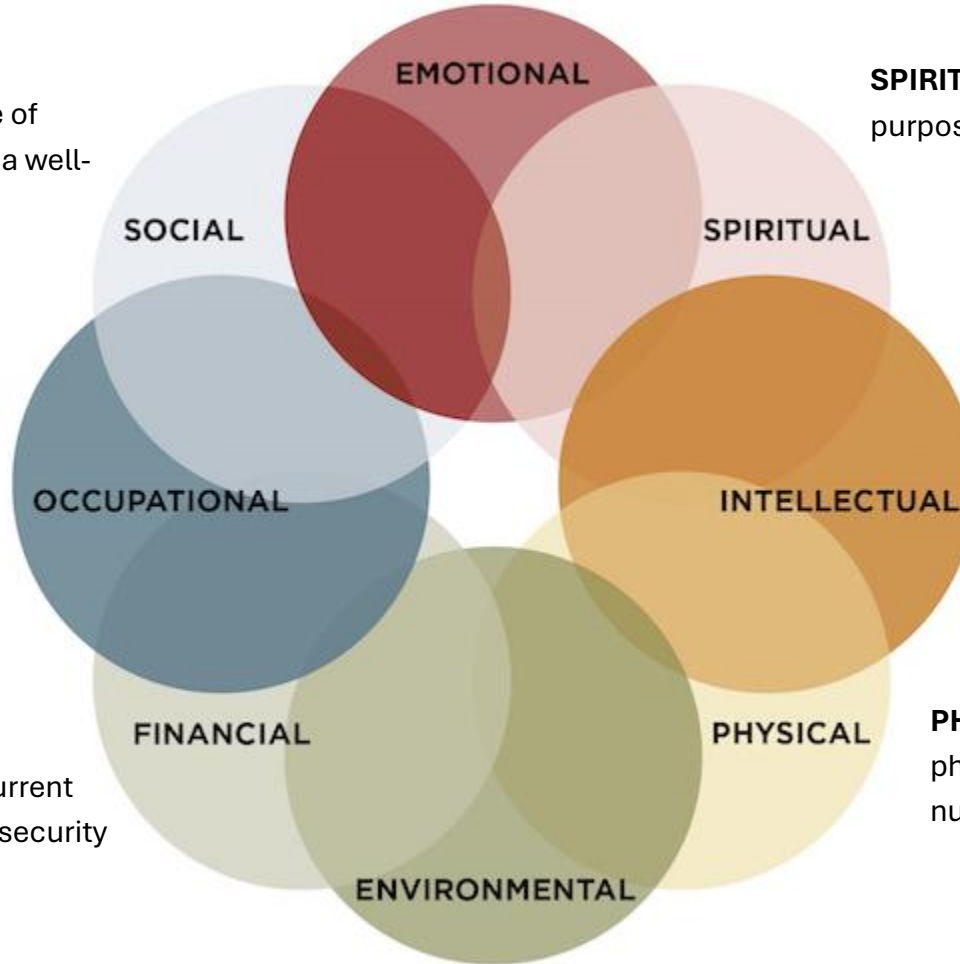 EMOTIONAL
SPIRIT
purpos
e of
a well-
SOCIAL
SPIRITUAL
OCCUPATIONAL
INTELLECTUAL
FINANCIAL
PHYSICAL
PH
ph
nu
urrent
security
ENVIRONMENTAL